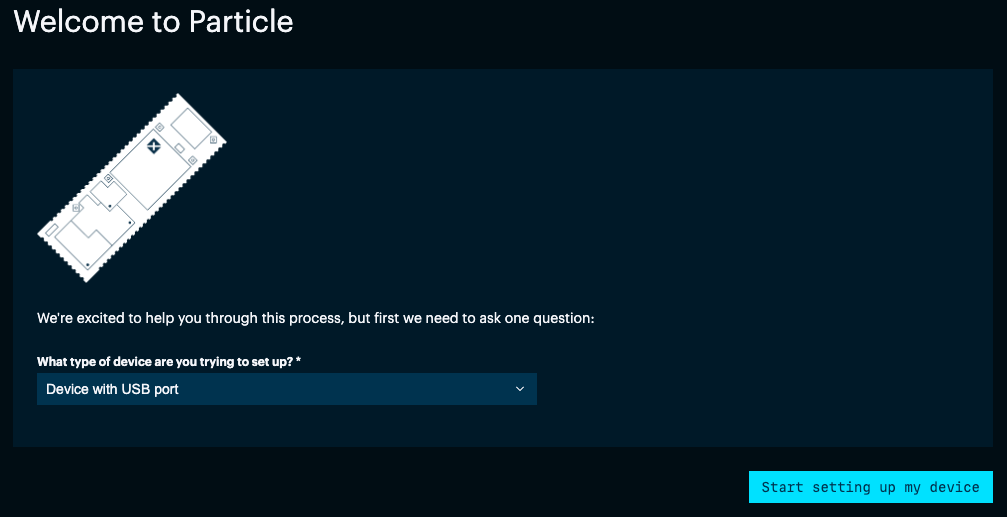 Welcome to Particle
We're excited to help you through this process, but first we need to ask one question:
What type of device are you trying to set up? *
Device with USB port
Start setting up my device